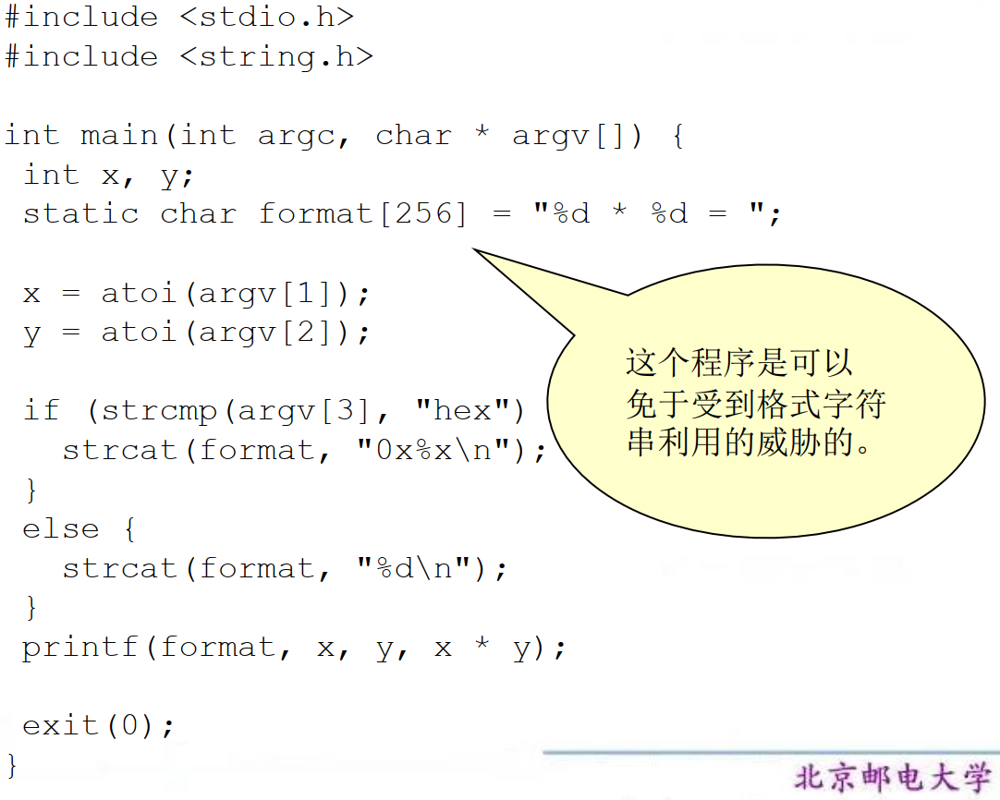 #include <stdio.h>
#include <string.h>
int main(int argc, char * argv[]) {
int x, y;
static char format[256] = "%d * %d = ";
x = atoi(argv[1]);
y = atoi(argv[2]);
if (strcmp(argv[3], "hex")
strcat(format, "0x%x\n");
}
else {
strcat(format, "%d\n");
}
printf(format, x, y, x * y);
exit(0);
}
这个程序是可以
免于受到格式字符
串利用的威胁的。
北京邮电大学